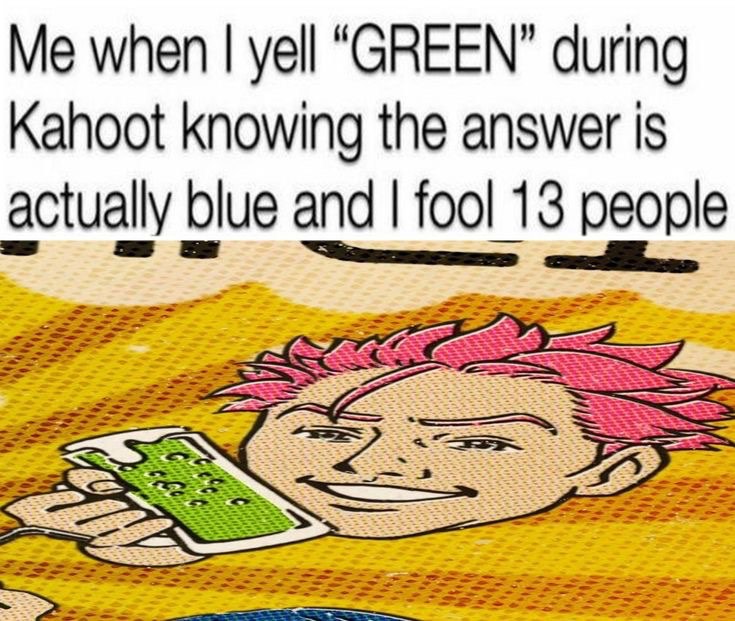 Me when I yell “GREEN” during
Kahoot knowing the answer is
actually blue and I fool 13 people